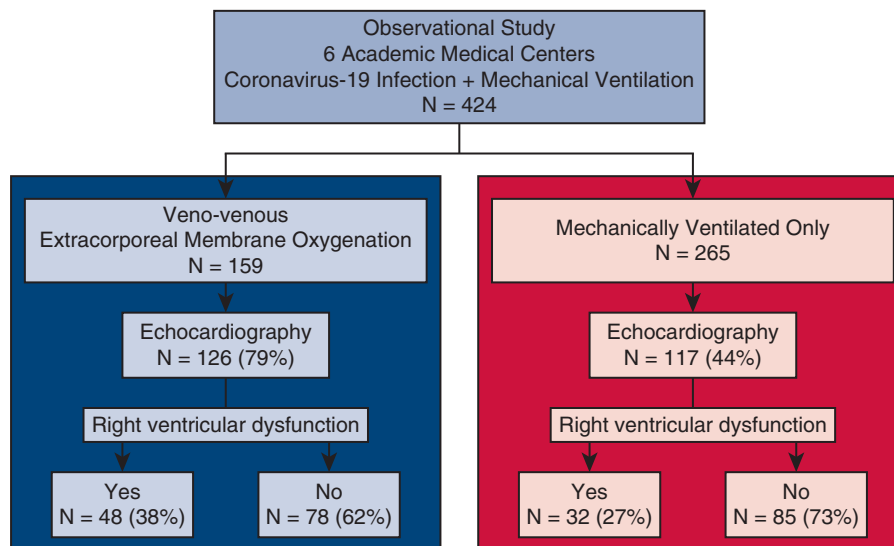 Observational Study
6 Academic Medical Centers
Coronavirus-19 Infection + Mechanical Ventilation
N = 424
Veno-venous
Extracorporeal Membrane Oxygenation
N = 159
Echocardiography
N = 126 (79%)
Right ventricular dysfunction
Yes
N = 48 (38%)
No
N = 78 (62%)
Mechanically Ventilated Only
N = 265
Echocardiography
N = 117 (44%)
Right ventricular dysfunction
Yes
N = 32 (27%)
No
N = 85 (73%)